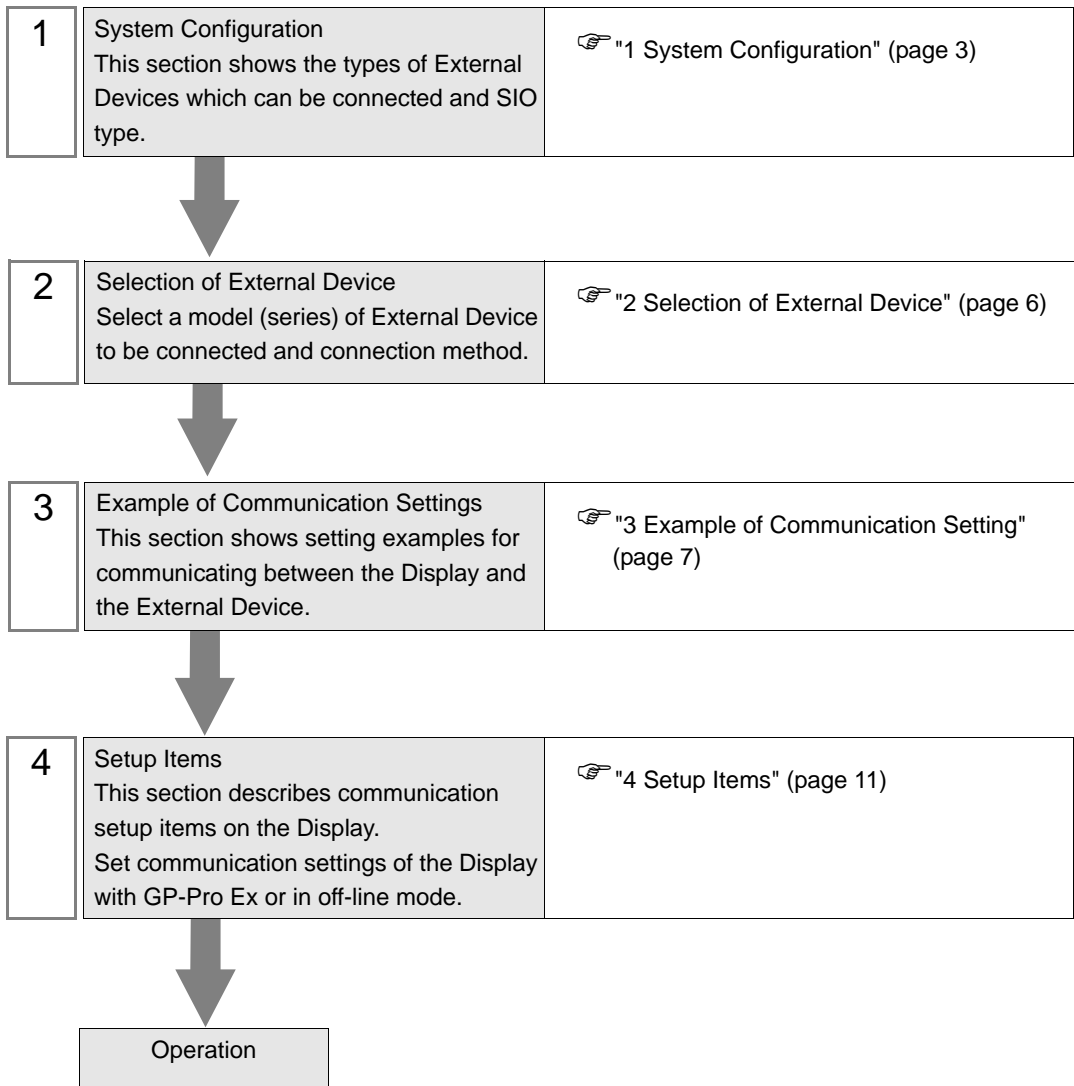 1
System Configuration
This section shows the types of External
Devices which can be connected and SIO
type.
"1 System Configuration" (page 3)
2
Selection of External Device
Select a model (series) of External Device
to be connected and connection method.
"2 Selection of External Device" (page 6)
3
Example of Communication Settings
This section shows setting examples for
communicating between the Display and
the External Device.
"3 Example of Communication Setting"
(page 7)
4
Setup Items
This section describes communication
setup items on the Display.
Set communication settings of the Display
with GP-Pro Ex or in off-line mode.
"4 Setup Items" (page 11)
Operation